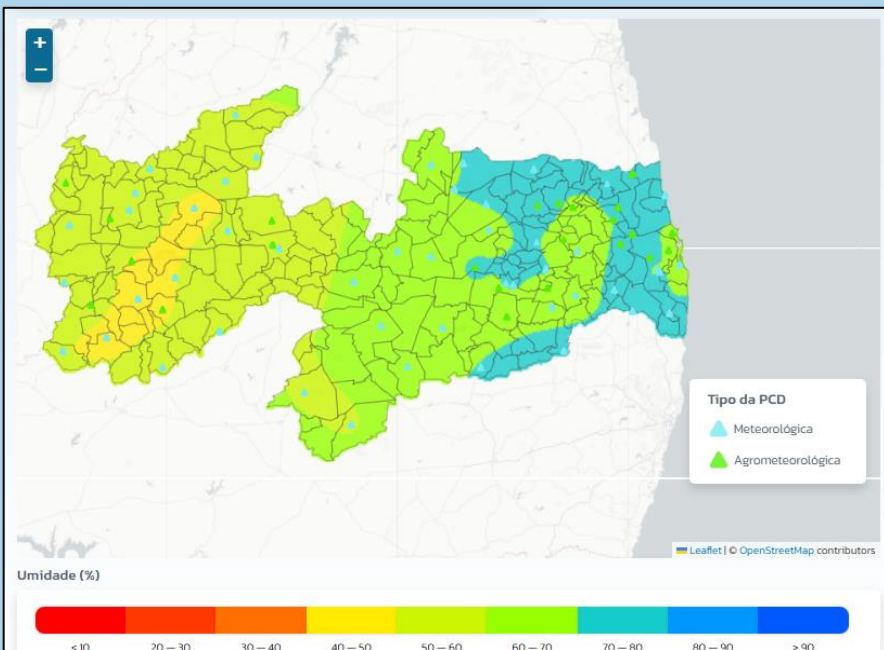 +
−
Tipo da PCD
Meteorológica
Agrometeorológica
Leaflet | © OpenStreetMap contributors
Umidade (%)
< 10 20 — 30 30 — 40 40 — 50 50 — 60 60 — 70 70 — 80 80 — 90 > 90